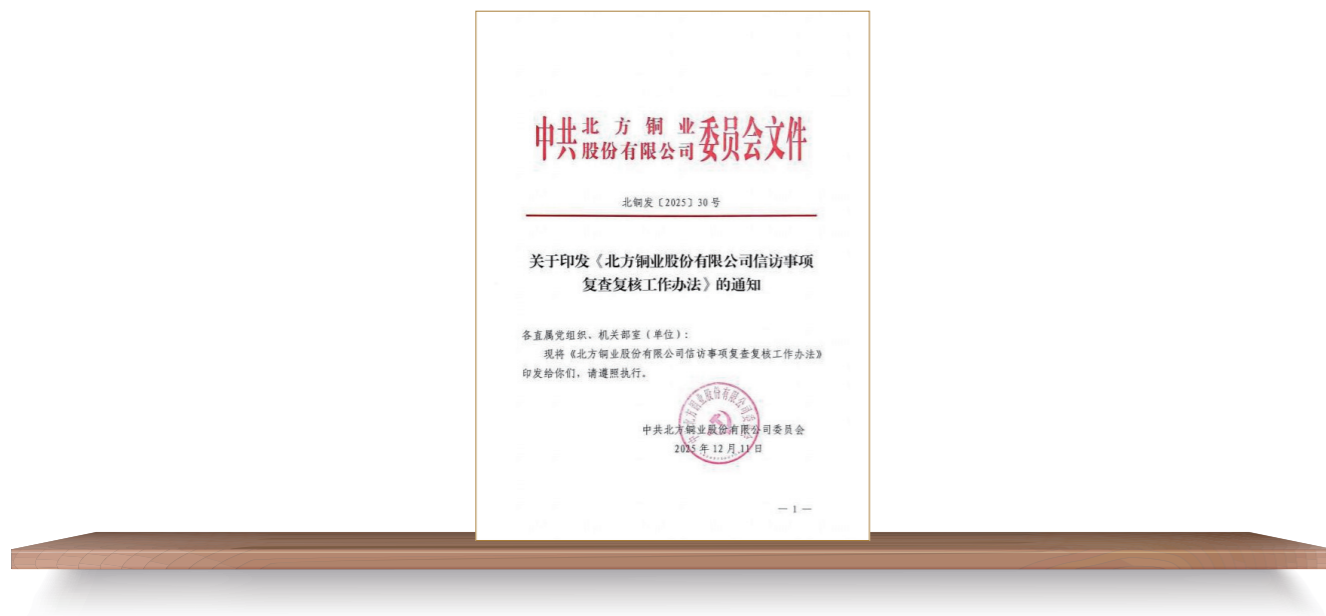 中共北方铜业股份有限公司委员会文件
北铜发〔2025〕30号
关于印发《北方铜业股份有限公司信访事项
复查复核工作办法》的通知
各直属党组织、机关部室（单位）：
现将《北方铜业股份有限公司信访事项复查复核工作办法》
印发给你们，请遵照执行。
中共北方铜业股份有限公司委员会
2025年12月11日
— 1 —